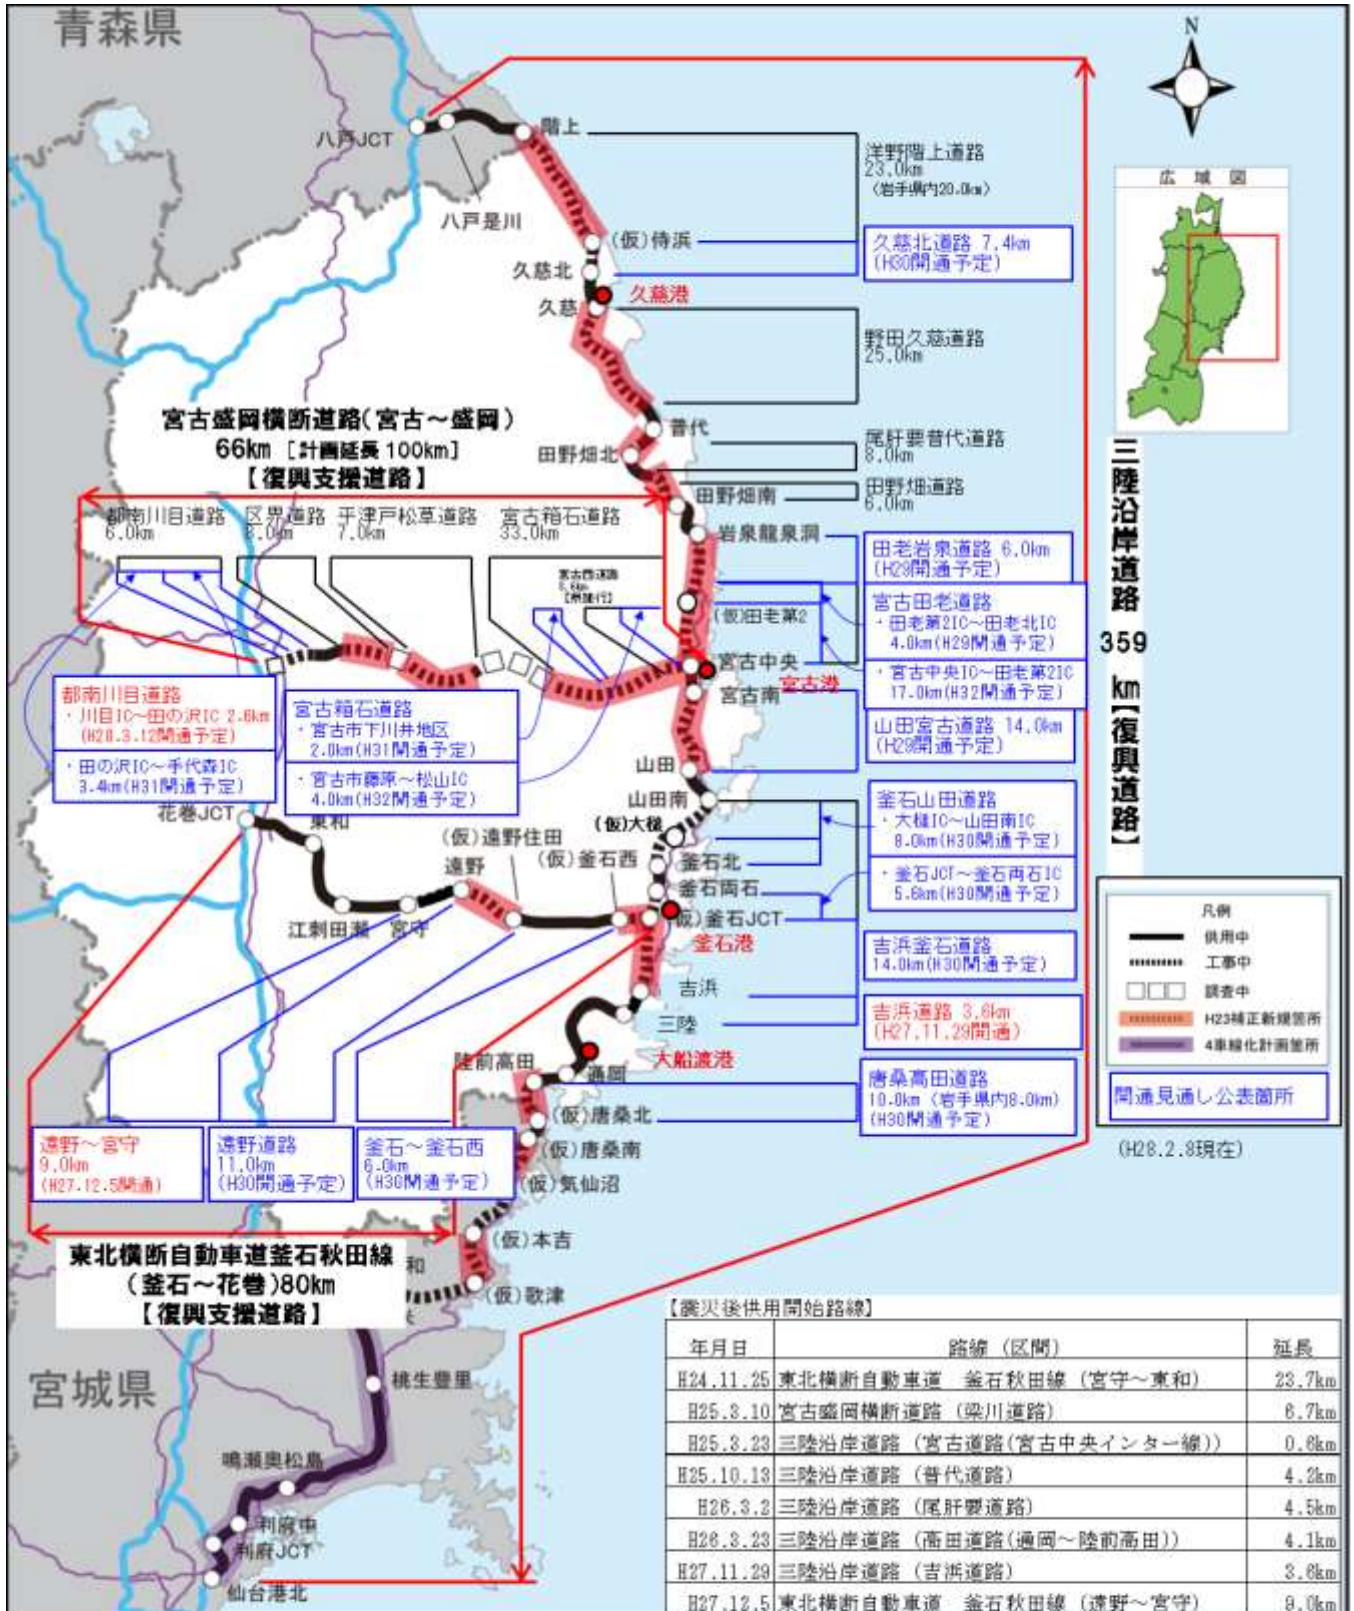 青森県
N
八戸JCT
階上
八戸是川
洋野階上道路
23.0km
（岩手県内20.0km）
広 域 図
(仮)侍浜
久慈北道路 7.4km
(H30開通予定)
久慈北
久慈港
久慈
野田久慈道路
25.0km
宮古盛岡横断道路(宮古～盛岡)
66km ［計画延長100km］
【復興支援道路】
普代
田野畑北
尾肝要普代道路
8.0km
田野畑南
田野畑道路
6.0km
三陸沿岸道路 359 km【復興道路】
都南川目道路
6.0km
区界道路
8.0km
平津戸松草道路
7.0km
宮古箱石道路
33.0km
岩泉龍泉洞
田老岩泉道路 6.0km
(H29開通予定)
宮古西道路
3.6km
【県施行】
(仮)田老第2
宮古田老道路
・田老第2IC～田老北IC
4.0km(H29開通予定)
・宮古中央IC～田老第2IC
17.0km(H32開通予定)
宮古中央
宮古港
宮古南
都南川目道路
・川目IC～田の沢IC 2.6km
(H28.3.12開通予定)
・田の沢IC～手代森IC
3.4km(H31開通予定)
宮古箱石道路
・宮古市下川井地区
2.0km(H31開通予定)
・宮古市藤原～松山IC
4.0km(H32開通予定)
山田宮古道路 14.0km
(H29開通予定)
山田
山田南
花巻JCT
東和
(仮)大槌
釜石山田道路
・大槌IC～山田南IC
8.0km(H30開通予定)
・釜石JCT～釜石両石IC
5.6km(H30開通予定)
(仮)遠野住田
遠野
(仮)釜石西
釜石北
釜石両石
(仮)釜石JCT
釜石港
江刺田瀬
宮守
吉浜釜石道路
14.0km(H30開通予定)
吉浜
三陸
吉浜道路 3.6km
(H27.11.29開通)
大船渡港
陸前高田
通岡
唐桑高田道路
10.0km（岩手県内8.0km）
(H30開通予定)
(仮)唐桑北
(仮)唐桑南
(仮)気仙沼
(仮)本吉
(仮)歌津
凡例
供用中
工事中
調査中
H23補正新規箇所
4車線化計画箇所
開通見通し公表箇所
(H28.2.8現在)
遠野～宮守
9.0km
(H27.12.5開通)
遠野道路
11.0km
(H30開通予定)
釜石～釜石西
6.0km
(H30開通予定)
東北横断自動車道釜石秋田線
（釜石～花巻)80km
【復興支援道路】
和
宮城県
桃生豊里
鳴瀬奥松島
利府中
利府JCT
仙台港北
【震災後供用開始路線】
年月日 路線（区間） 延長
H24.11.25 東北横断自動車道 釜石秋田線（宮守～東和） 23.7km
H25.3.10 宮古盛岡横断道路（簗川道路） 6.7km
H25.3.23 三陸沿岸道路（宮古道路(宮古中央インター線)） 0.6km
H25.10.13 三陸沿岸道路（普代道路） 4.2km
H26.3.2 三陸沿岸道路（尾肝要道路） 4.5km
H26.3.23 三陸沿岸道路（高田道路(通岡～陸前高田)） 4.1km
H27.11.29 三陸沿岸道路（吉浜道路） 3.6km
H27.12.5 東北横断自動車道 釜石秋田線（遠野～宮守） 9.0km